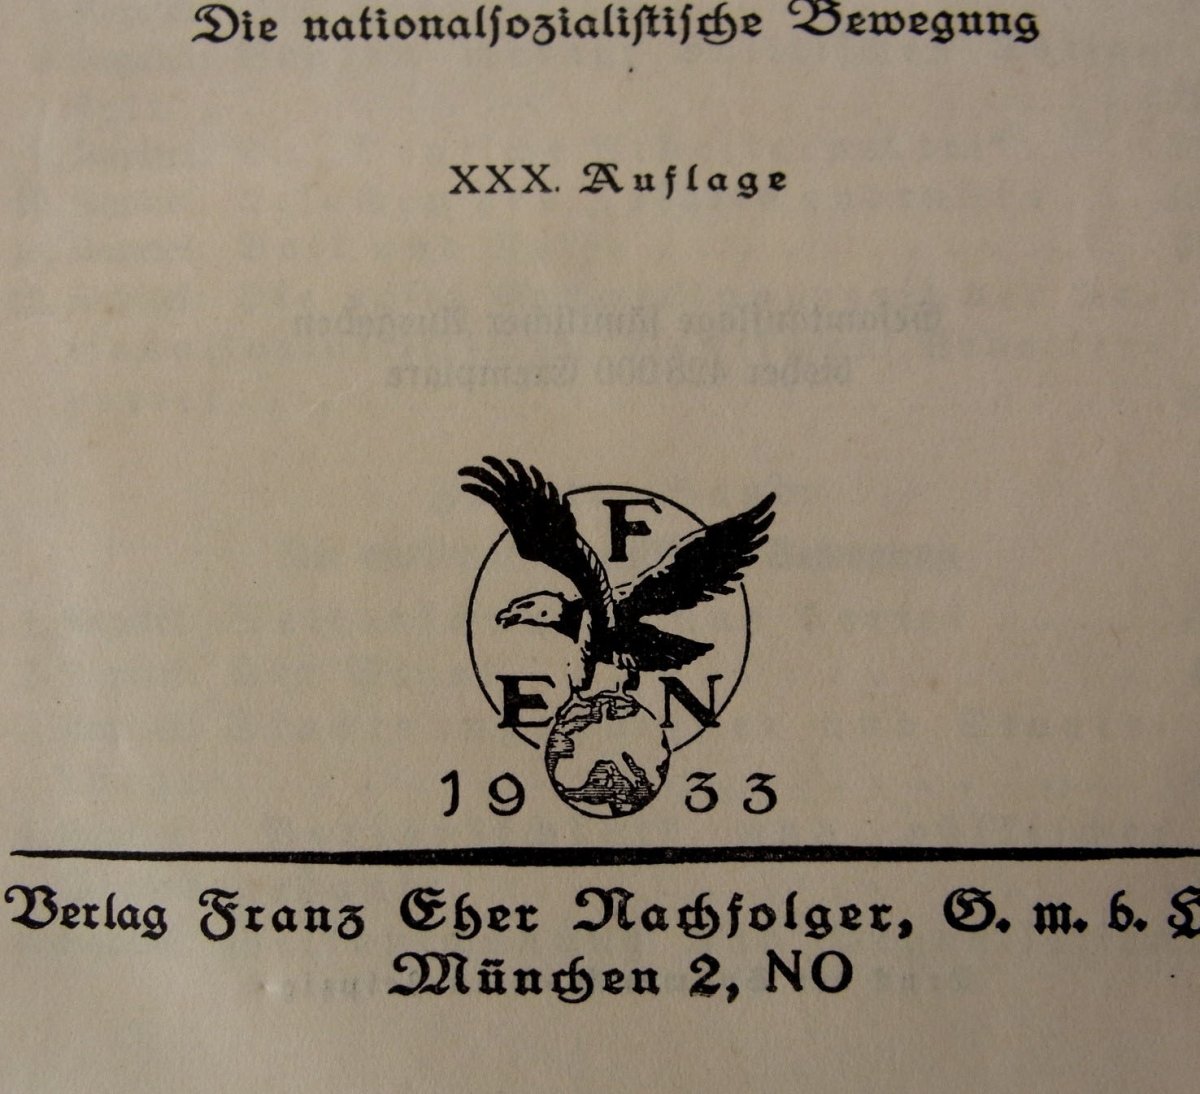 Die nationalsozialistische Bewegung
XXX. Auflage
F
E N
19 33
Verlag Franz Eher Nachfolger, G. m. b. H
München 2, NO